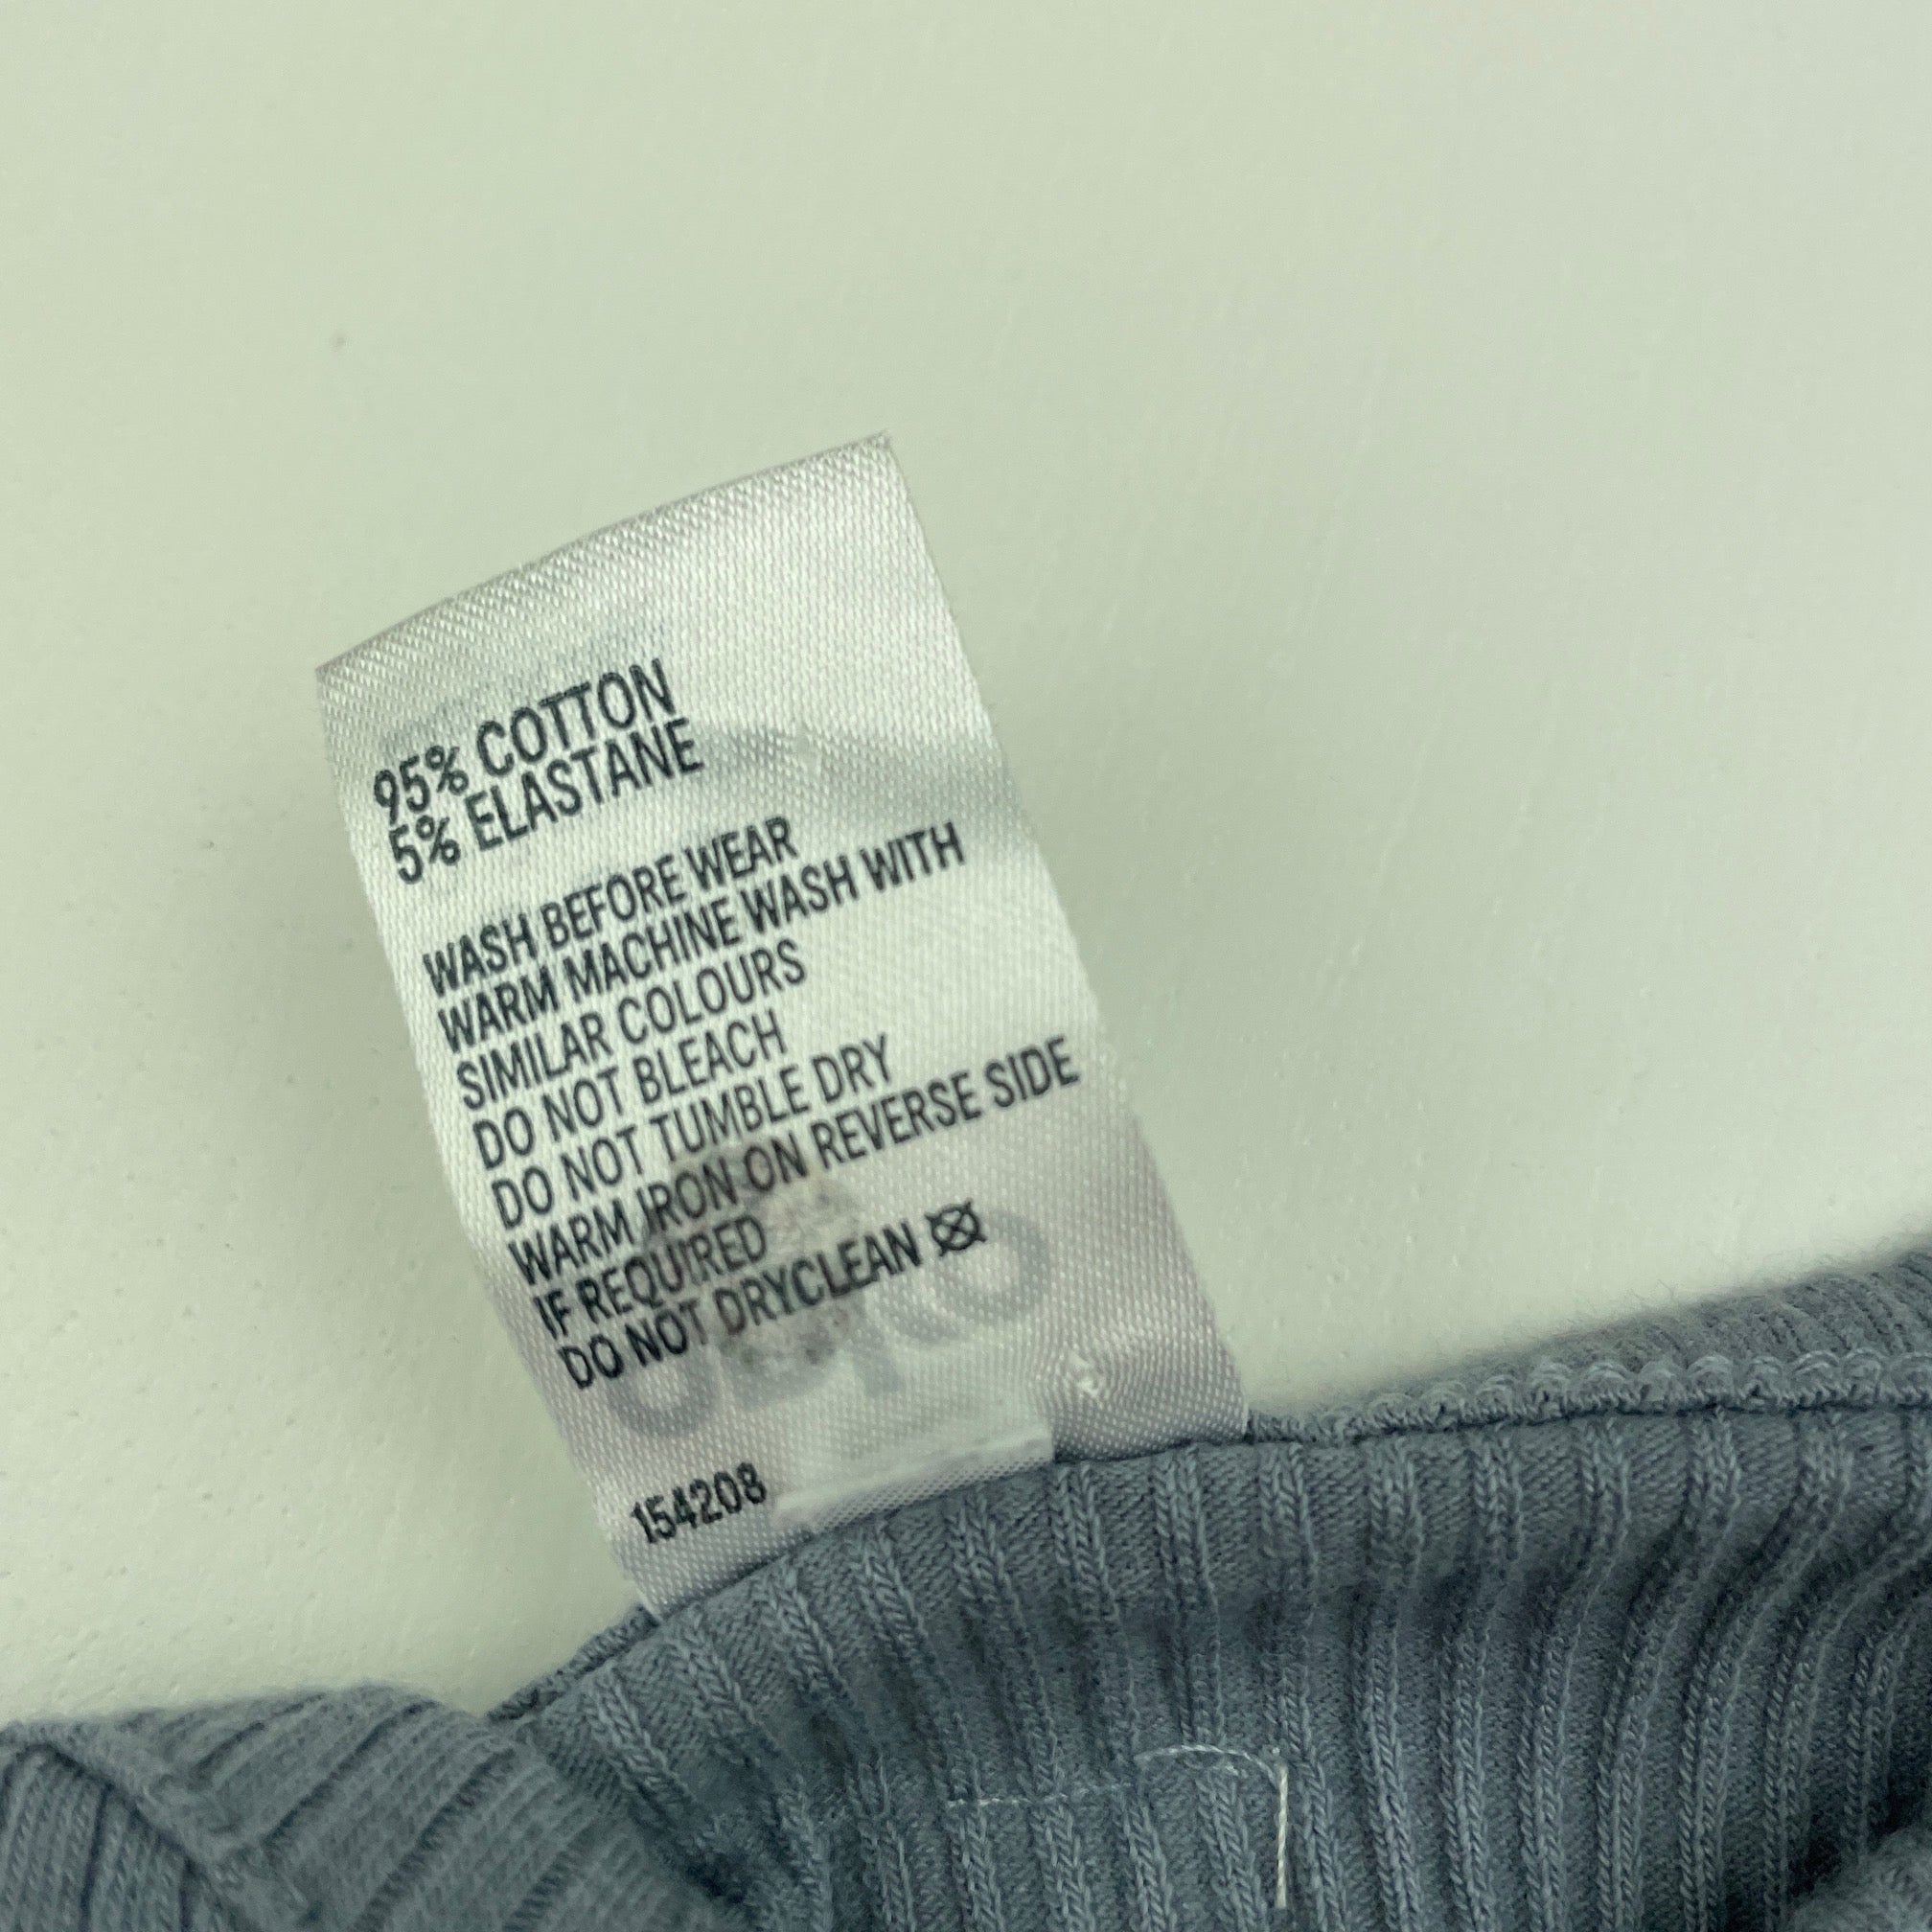 95% COTTON
5% ELASTANE
WASH BEFORE WEAR
WARM MACHINE WASH WITH
SIMILAR COLOURS
DO NOT BLEACH
DO NOT TUMBLE DRY
WARM IRON ON REVERSE SIDE
IF REQUIRED
DO NOT DRYCLEAN
154208